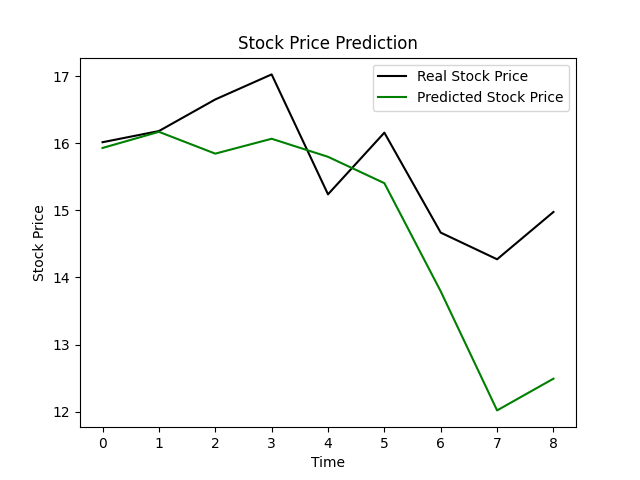 Stock Price Prediction
Real Stock Price
Predicted Stock Price
Stock Price
17
16
15
14
13
12
0 1 2 3 4 5 6 7 8
Time